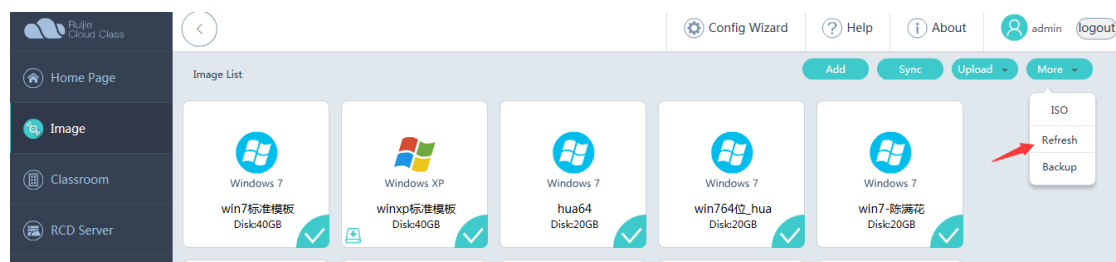 Ruijie
Cloud Class
Config Wizard
Help
About
admin
logout
Home Page
Image List
Add
Sync
Upload
More
ISO
Refresh
Backup
Image
Classroom
RCD Server
Windows 7
win7标准模板
Disk:40GB
Windows XP
winxp标准模板
Disk:40GB
Windows 7
hua64
Disk:20GB
Windows 7
win764位_hua
Disk:20GB
Windows 7
win7-陈满花
Disk:20GB